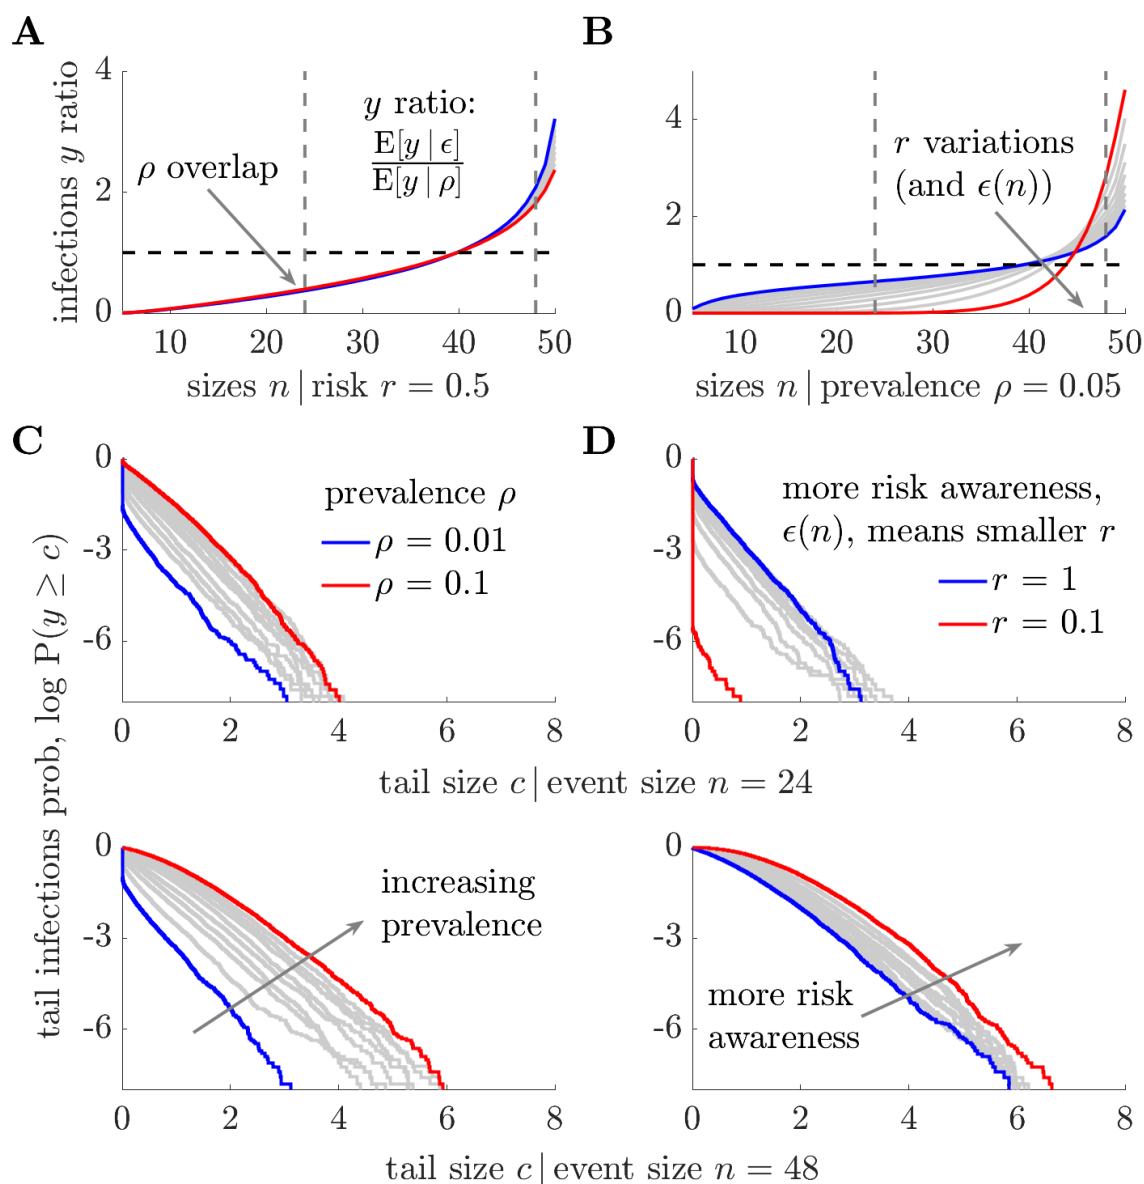 A
infections y ratio
4
2
0
10
20
30
40
50
ρ overlap
y ratio:
E[y | ϵ]
E[y | ρ]
sizes n | risk r = 0.5
B
4
2
0
10
20
30
40
50
r variations
(and ϵ(n))
sizes n | prevalence ρ = 0.05
tail infections prob, log P(y ≥ c)
C
0
-3
-6
0
2
4
6
8
prevalence ρ
ρ = 0.01
ρ = 0.1
D
0
-3
-6
0
2
4
6
8
more risk awareness,
ϵ(n), means smaller r
r = 1
r = 0.1
tail size c | event size n = 24
0
-3
-6
0
2
4
6
8
increasing
prevalence
0
-3
-6
0
2
4
6
8
more risk
awareness
tail size c | event size n = 48